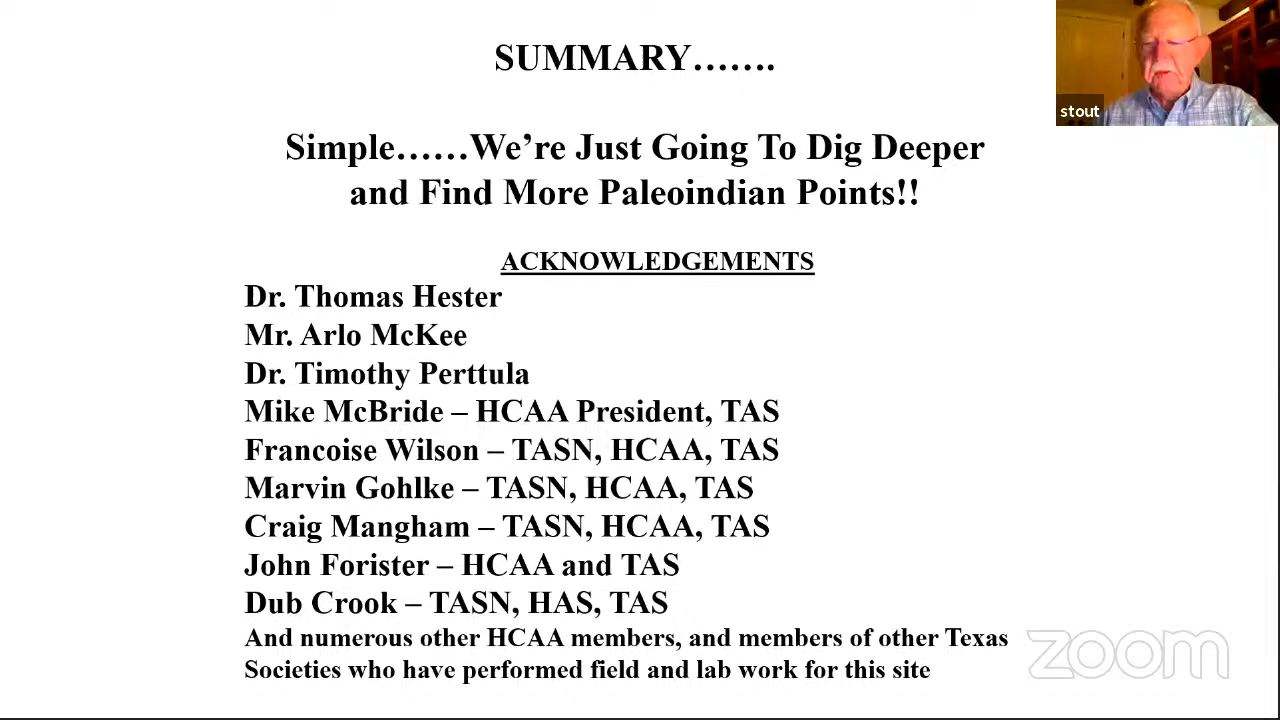 SUMMARY…….
stout
Simple……We’re Just Going To Dig Deeper
and Find More Paleoindian Points!!
ACKNOWLEDGEMENTS
Dr. Thomas Hester
Mr. Arlo McKee
Dr. Timothy Perttula
Mike McBride – HCAA President, TAS
Francoise Wilson – TASN, HCAA, TAS
Marvin Gohlke – TASN, HCAA, TAS
Craig Mangham – TASN, HCAA, TAS
John Forister – HCAA and TAS
Dub Crook – TASN, HAS, TAS
And numerous other HCAA members, and members of other Texas
Societies who have performed field and lab work for this site
zoom